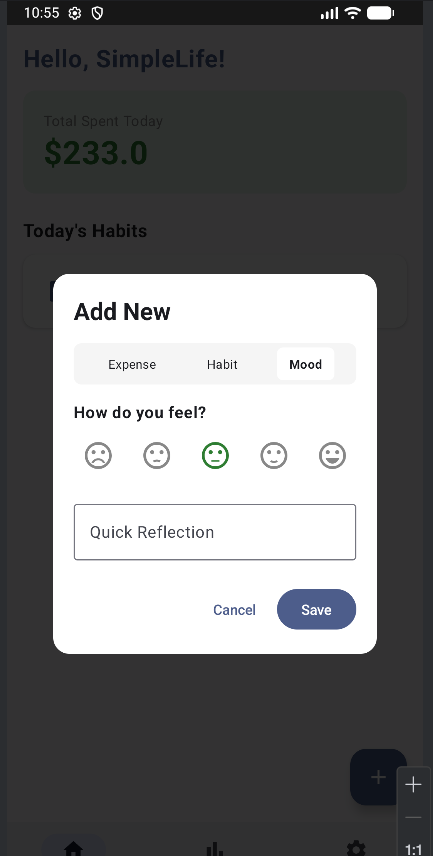 10:55
Hello, SimpleLife!
Total Spent Today
$233.0
Today's Habits
Add New
Expense Habit Mood
How do you feel?
Quick Reflection
Cancel Save
1:1